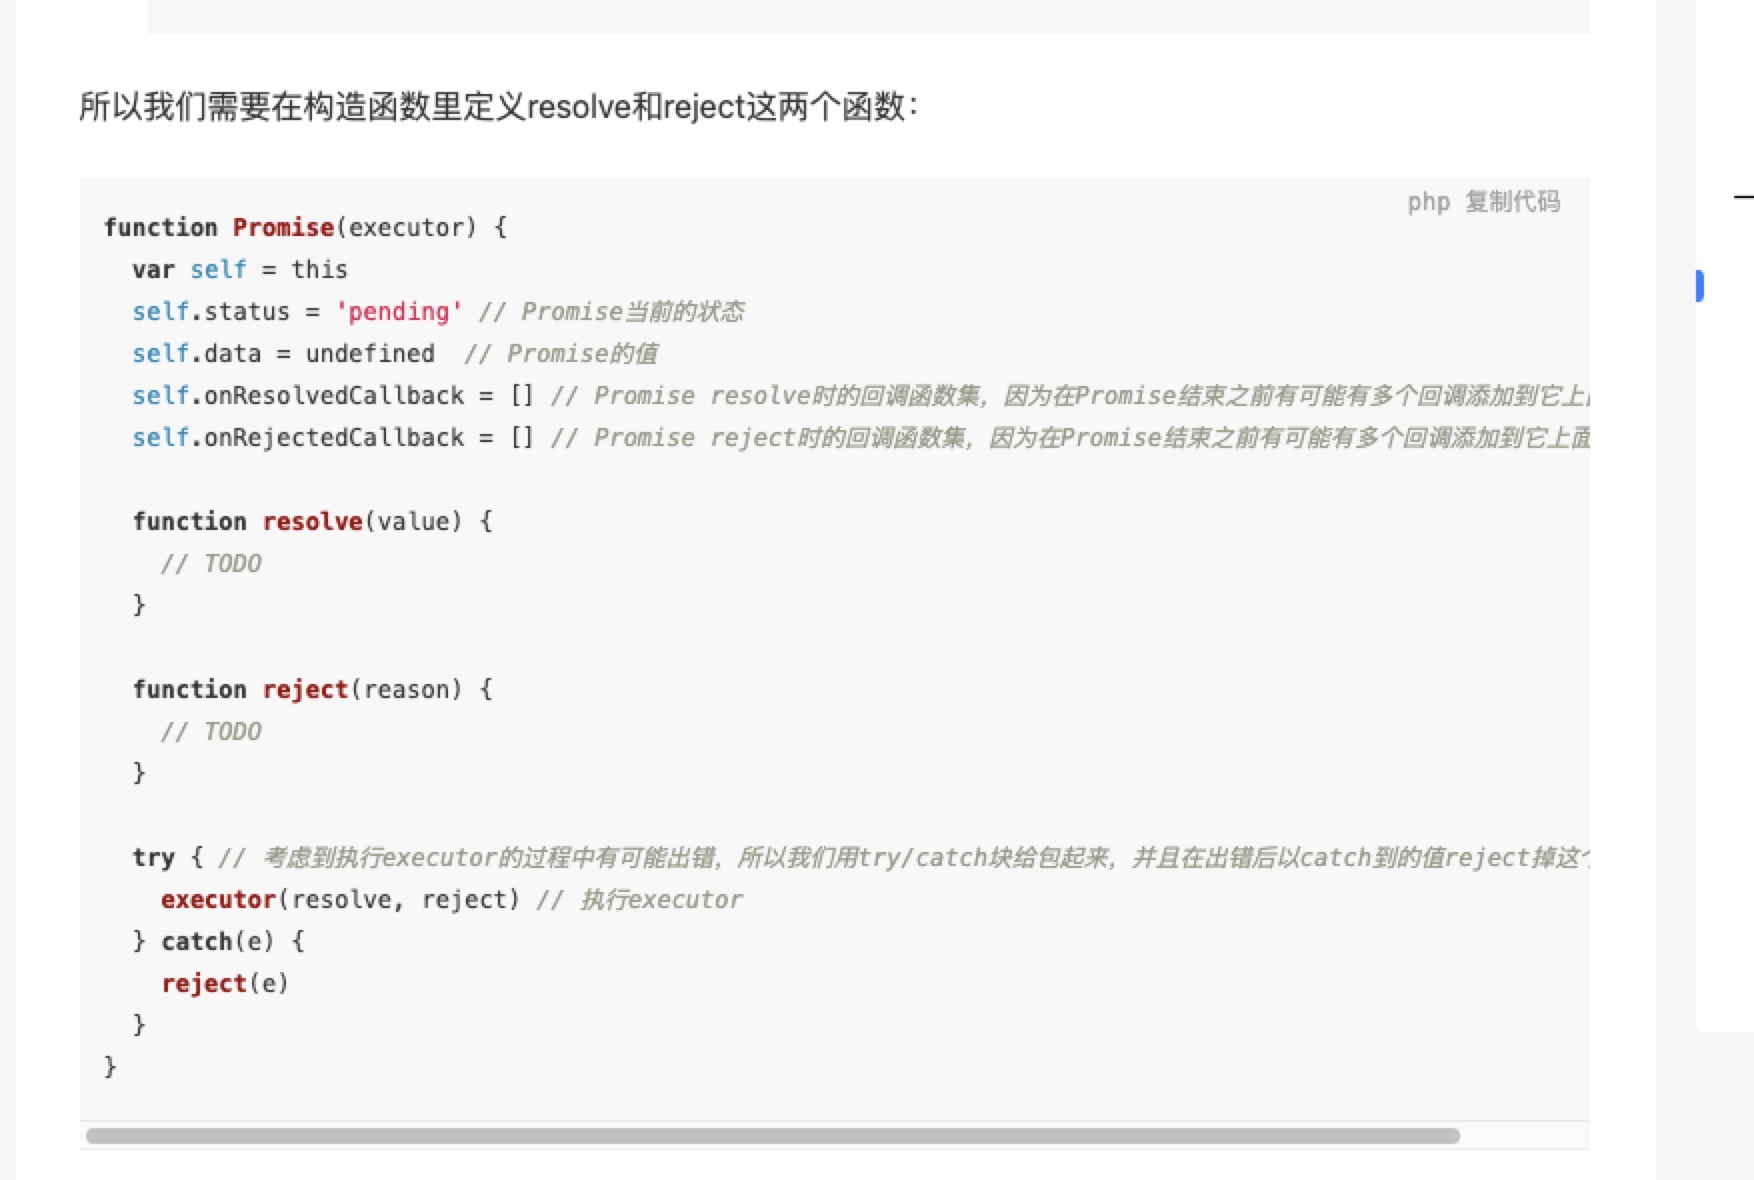 所以我们需要在构造函数里定义resolve和reject这两个函数：
php 复制代码
function Promise(executor) {
  var self = this
  self.status = 'pending' // Promise当前的状态
  self.data = undefined  // Promise的值
  self.onResolvedCallback = [] // Promise resolve时的回调函数集，因为在Promise结束之前有可能有多个回调添加到它上
  self.onRejectedCallback = [] // Promise reject时的回调函数集，因为在Promise结束之前有可能有多个回调添加到它上面

  function resolve(value) {
    // TODO
  }

  function reject(reason) {
    // TODO
  }

  try { // 考虑到执行executor的过程中有可能出错，所以我们用try/catch块给包起来，并且在出错后以catch到的值reject掉这
    executor(resolve, reject) // 执行executor
  } catch(e) {
    reject(e)
  }
}